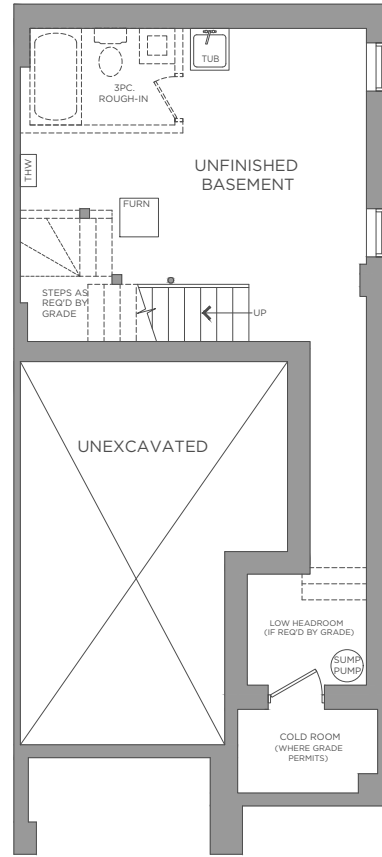 TUB
3PC.
ROUGH-IN
THW
UNFINISHED
BASEMENT
FURN
STEPS AS
REQ'D BY
GRADE
UP
UNEXCAVATED
LOW HEADROOM
(IF REQ'D BY GRADE)
SUMP
PUMP
COLD ROOM
(WHERE GRADE
PERMITS)